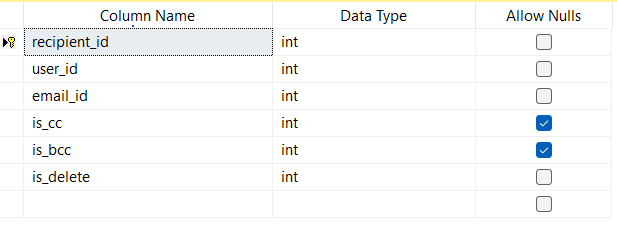 Column Name Data Type Allow Nulls
recipient_id int
user_id int
email_id int
is_cc int
is_bcc int
is_delete int